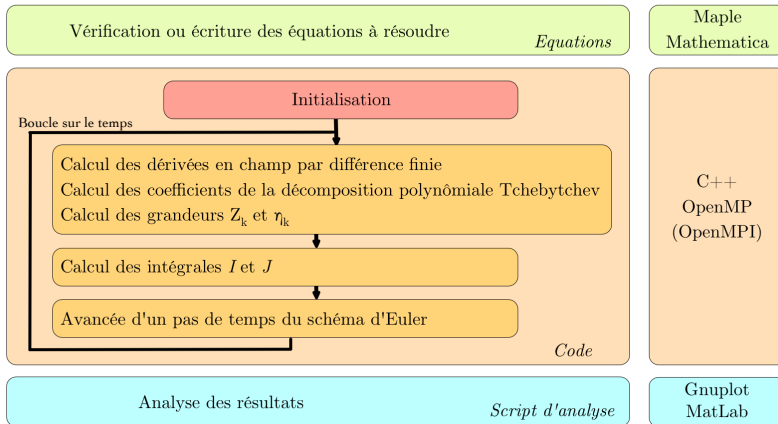 Vérification ou écriture des équations à résoudre
Equations
Maple
Mathematica
Initialisation
Boucle sur le temps
Calcul des dérivées en champ par différence finie
Calcul des coefficients de la décomposition polynômiale Tchebytchev
Calcul des grandeurs Z_k et η_k
Calcul des intégrales I et J
Avancée d'un pas de temps du schéma d'Euler
Code
C++
OpenMP
(OpenMPI)
Analyse des résultats
Script d'analyse
Gnuplot
MatLab